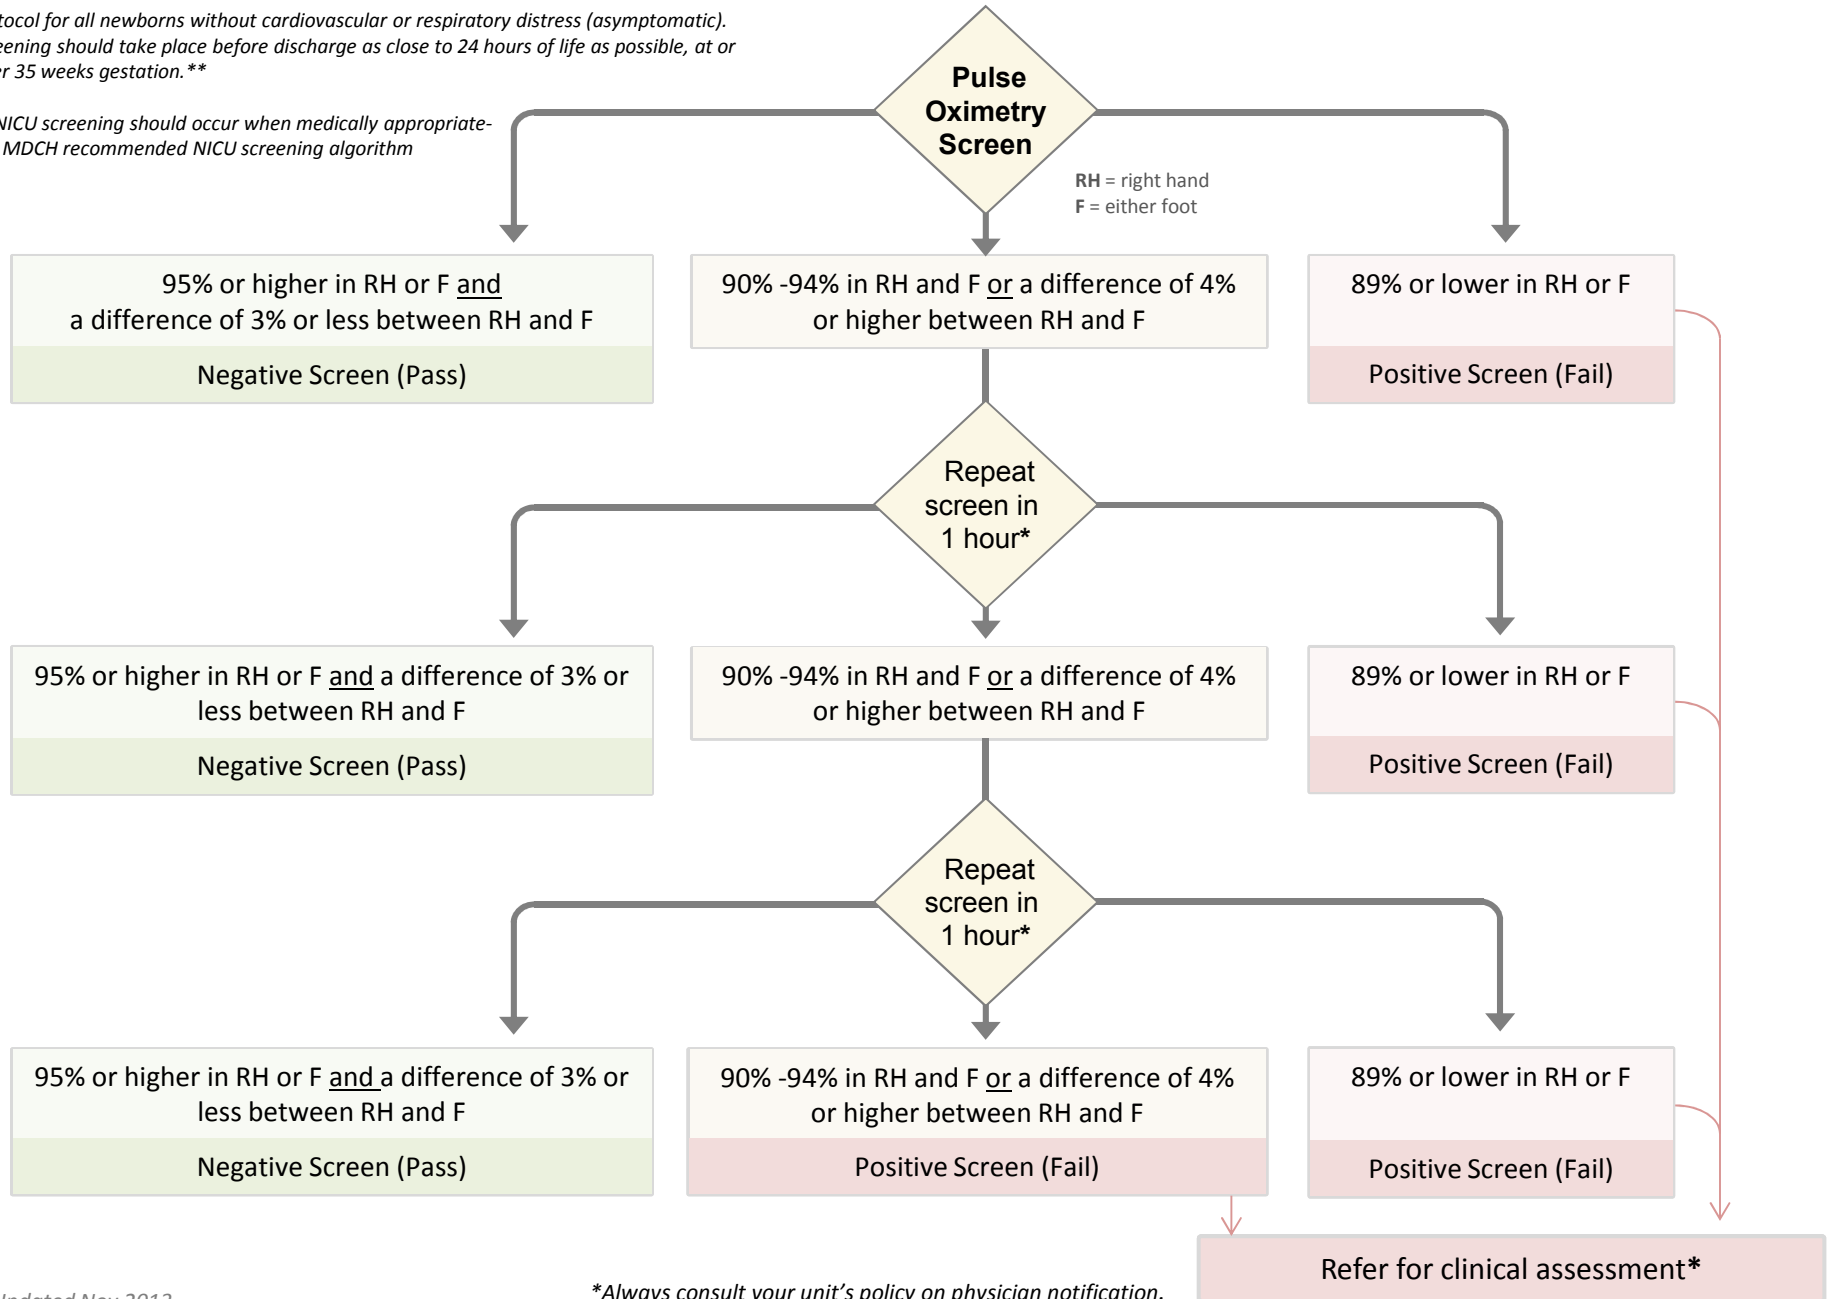 tocol for all newborns without cardiovascular or respiratory distress (asymptomatic).
eening should take place before discharge as close to 24 hours of life as possible, at or
er 35 weeks gestation.**
NICU screening should occur when medically appropriate-
MDCH recommended NICU screening algorithm
Pulse
Oximetry
Screen
RH = right hand
F = either foot
95% or higher in RH or F and
a difference of 3% or less between RH and F
Negative Screen (Pass)
90% -94% in RH and F or a difference of 4%
or higher between RH and F
89% or lower in RH or F
Positive Screen (Fail)
Repeat
screen in
1 hour*
95% or higher in RH or F and a difference of 3% or
less between RH and F
Negative Screen (Pass)
90% -94% in RH and F or a difference of 4%
or higher between RH and F
89% or lower in RH or F
Positive Screen (Fail)
Repeat
screen in
1 hour*
95% or higher in RH or F and a difference of 3% or
less between RH and F
Negative Screen (Pass)
90% -94% in RH and F or a difference of 4%
or higher between RH and F
Positive Screen (Fail)
89% or lower in RH or F
Positive Screen (Fail)
Refer for clinical assessment*
*Always consult your unit's policy on physician notification.